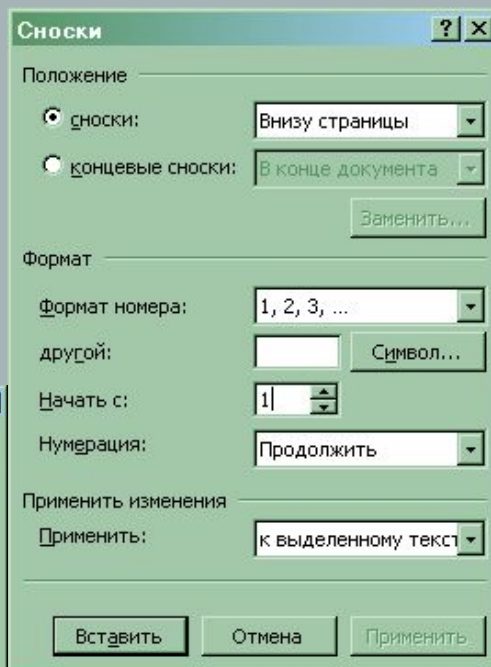 Сноски
Положение
сноски: Внизу страницы
концевые сноски: В конце документа
Заменить...
Формат
Формат номера: 1, 2, 3, ...
другой: Символ...
Начать с: 1
Нумерация: Продолжить
Применить изменения
Применить: к выделенному текст
Вставить Отмена Применить